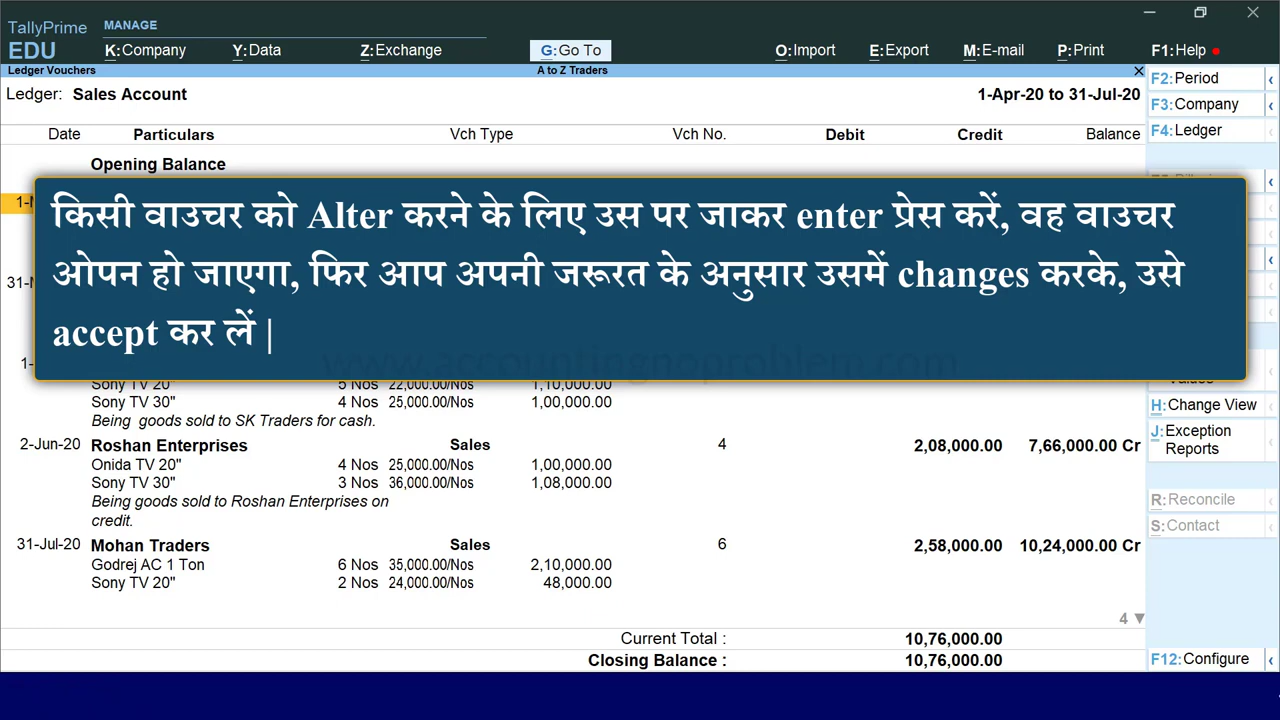 TallyPrime
EDU
MANAGE
K:Company Y:Data Z:Exchange G:Go To O:Import E:Export M:E-mail P:Print F1:Help
Ledger Vouchers A to Z Traders
Ledger: Sales Account 1-Apr-20 to 31-Jul-20
Date Particulars Vch Type Vch No. Debit Credit Balance
Opening Balance
किसी वाउचर को Alter करने के लिए उस पर जाकर enter प्रेस करें, वह वाउचर
ओपन हो जाएगा, फिर आप अपनी जरूरत के अनुसार उसमें changes करके, उसे
accept कर लें |
www.accountingnoproblem.com
Sony TV 20" 5 Nos 22,000.00/Nos 1,10,000.00
Sony TV 30" 4 Nos 25,000.00/Nos 1,00,000.00
Being goods sold to SK Traders for cash.
2-Jun-20 Roshan Enterprises Sales 4 2,08,000.00 7,66,000.00 Cr
Onida TV 20" 4 Nos 25,000.00/Nos 1,00,000.00
Sony TV 30" 3 Nos 36,000.00/Nos 1,08,000.00
Being goods sold to Roshan Enterprises on
credit.
31-Jul-20 Mohan Traders Sales 6 2,58,000.00 10,24,000.00 Cr
Godrej AC 1 Ton 6 Nos 35,000.00/Nos 2,10,000.00
Sony TV 20" 2 Nos 24,000.00/Nos 48,000.00
4
Current Total : 10,76,000.00
Closing Balance : 10,76,000.00
F2:Period
F3:Company
F4:Ledger
Values
H:Change View
J:Exception
Reports
R:Reconcile
S:Contact
F12:Configure